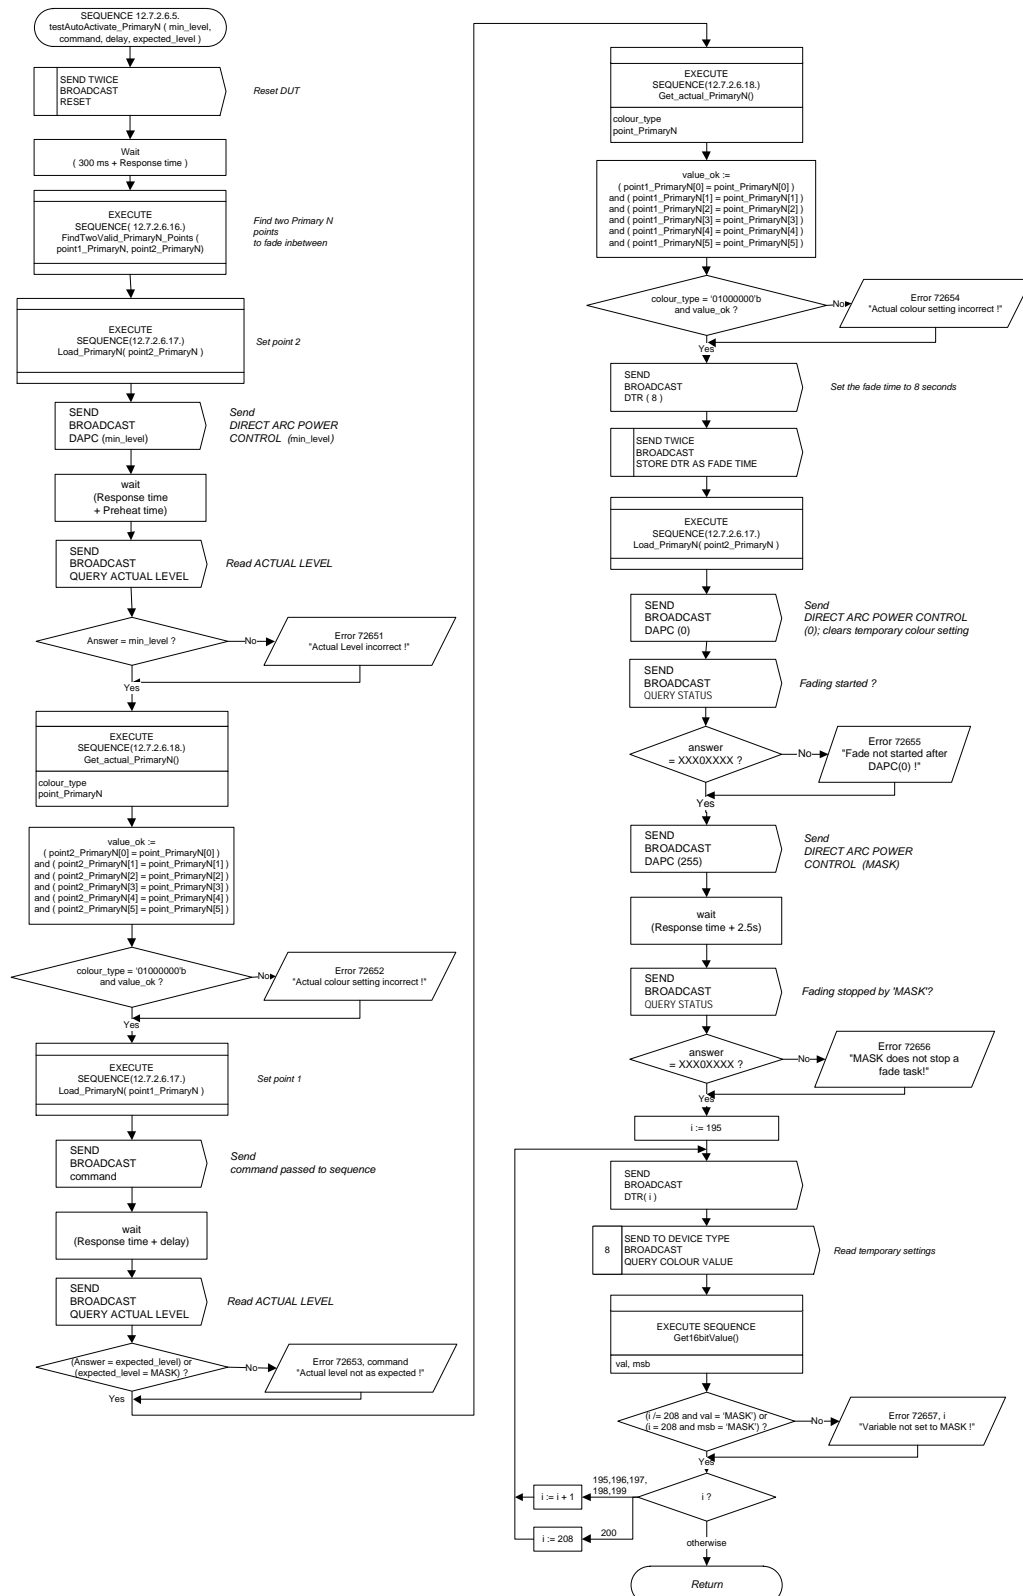 SEQUENCE 12.7.2.6.5.
testAutoActivate_PrimaryN ( min_level,
command, delay, expected_level )
SEND TWICE
BROADCAST
RESET
Reset DUT
Wait
( 300 ms + Response time )
EXECUTE
SEQUENCE( 12.7.2.6.16.)
FindTwoValid_PrimaryN_Points (
point1_PrimaryN, point2_PrimaryN)
Find two Primary N
points
to fade inbetween
EXECUTE
SEQUENCE(12.7.2.6.17.)
Load_PrimaryN( point2_PrimaryN )
Set point 2
SEND
BROADCAST
DAPC (min_level)
Send
DIRECT ARC POWER
CONTROL (min_level)
wait
(Response time
+ Preheat time)
SEND
BROADCAST
QUERY ACTUAL LEVEL
Read ACTUAL LEVEL
Answer = min_level ?
No
Error 72651
"Actual Level incorrect !"
Yes
EXECUTE
SEQUENCE(12.7.2.6.18.)
Get_actual_PrimaryN()
colour_type
point_PrimaryN
value_ok :=
( point2_PrimaryN[0] = point_PrimaryN[0] )
and ( point2_PrimaryN[1] = point_PrimaryN[1] )
and ( point2_PrimaryN[2] = point_PrimaryN[2] )
and ( point2_PrimaryN[3] = point_PrimaryN[3] )
and ( point2_PrimaryN[4] = point_PrimaryN[4] )
and ( point2_PrimaryN[5] = point_PrimaryN[5] )
colour_type = '01000000'b
and value_ok ?
No
Error 72652
"Actual colour setting incorrect !"
Yes
EXECUTE
SEQUENCE(12.7.2.6.17.)
Load_PrimaryN( point1_PrimaryN )
Set point 1
SEND
BROADCAST
command
Send
command passed to sequence
wait
(Response time + delay)
SEND
BROADCAST
QUERY ACTUAL LEVEL
Read ACTUAL LEVEL
(Answer = expected_level) or
(expected_level = MASK) ?
No
Error 72653, command
"Actual level not as expected !"
Yes
EXECUTE
SEQUENCE(12.7.2.6.18.)
Get_actual_PrimaryN()
colour_type
point_PrimaryN
value_ok :=
( point1_PrimaryN[0] = point_PrimaryN[0] )
and ( point1_PrimaryN[1] = point_PrimaryN[1] )
and ( point1_PrimaryN[2] = point_PrimaryN[2] )
and ( point1_PrimaryN[3] = point_PrimaryN[3] )
and ( point1_PrimaryN[4] = point_PrimaryN[4] )
and ( point1_PrimaryN[5] = point_PrimaryN[5] )
colour_type = '01000000'b
and value_ok ?
No
Error 72654
"Actual colour setting incorrect !"
Yes
SEND
BROADCAST
DTR ( 8 )
Set the fade time to 8 seconds
SEND TWICE
BROADCAST
STORE DTR AS FADE TIME
EXECUTE
SEQUENCE(12.7.2.6.17.)
Load_PrimaryN( point2_PrimaryN )
SEND
BROADCAST
DAPC (0)
Send
DIRECT ARC POWER CONTROL
(0); clears temporary colour setting
SEND
BROADCAST
QUERY STATUS
Fading started ?
answer
= XXX0XXXX ?
No
Error 72655
"Fade not started after
DAPC(0) !"
Yes
SEND
BROADCAST
DAPC (255)
Send
DIRECT ARC POWER
CONTROL (MASK)
wait
(Response time + 2.5s)
SEND
BROADCAST
QUERY STATUS
Fading stopped by 'MASK'?
answer
= XXX0XXXX ?
No
Error 72656
"MASK does not stop a
fade task!"
Yes
i := 195
SEND
BROADCAST
DTR( i )
8
SEND TO DEVICE TYPE
BROADCAST
QUERY COLOUR VALUE
Read temporary settings
EXECUTE SEQUENCE
Get16bitValue()
val, msb
(i /= 208 and val = 'MASK') or
(i = 208 and msb = 'MASK') ?
No
Error 72657, i
"Variable not set to MASK !"
Yes
i ?
195,196,197,
198,199
i := i + 1
200
i := 208
otherwise
Return